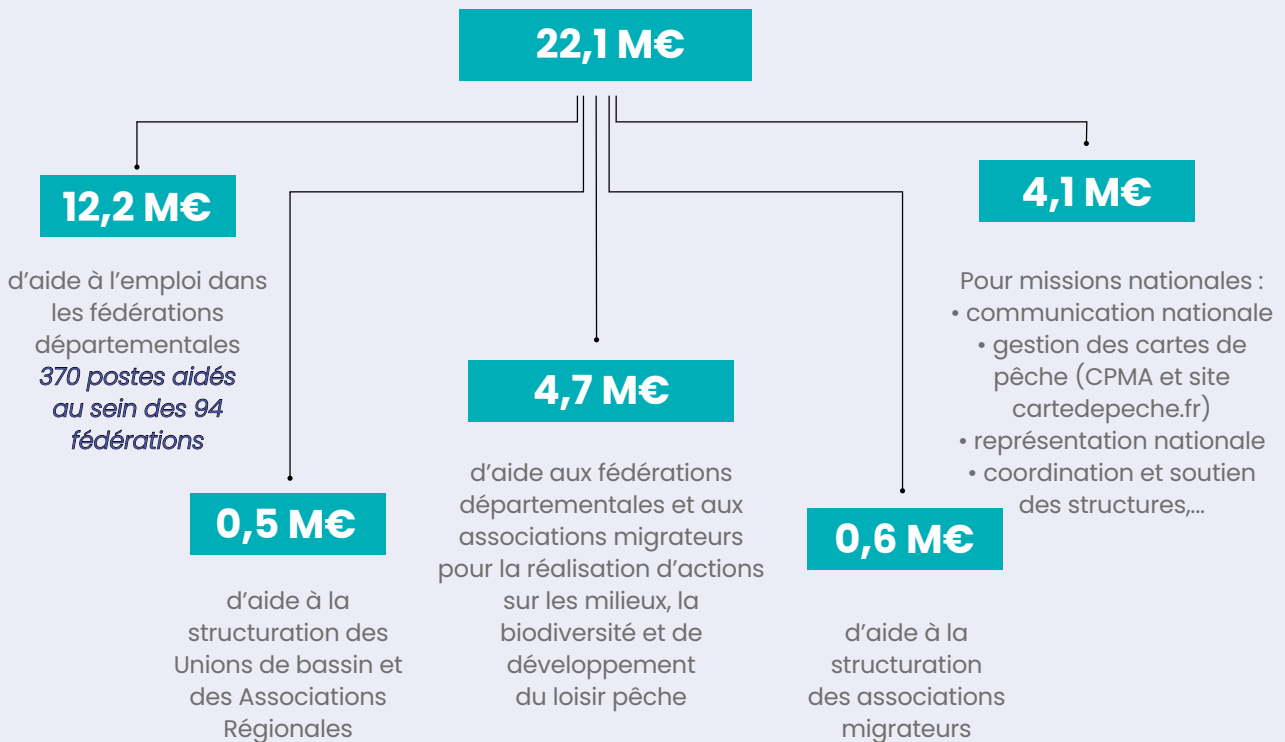 22,1 M€
12,2 M€
d'aide à l'emploi dans
les fédérations
départementales
370 postes aidés
au sein des 94
fédérations
0,5 M€
d'aide à la
structuration des
Unions de bassin et
des Associations
Régionales
4,7 M€
d'aide aux fédérations
départementales et aux
associations migrateurs
pour la réalisation d'actions
sur les milieux, la
biodiversité et de
développement
du loisir pêche
0,6 M€
d'aide à la
structuration
des associations
migrateurs
4,1 M€
Pour missions nationales :
• communication nationale
• gestion des cartes de
pêche (CPMA et site
cartedepeche.fr)
• représentation nationale
• coordination et soutien
des structures,...